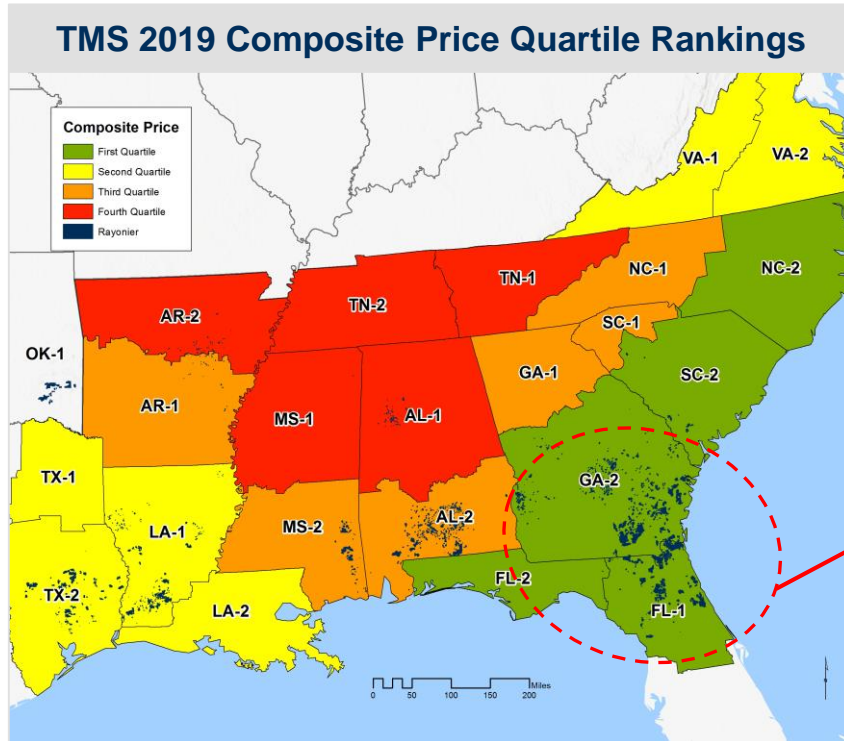 TMS 2019 Composite Price Quartile Rankings
Composite Price
First Quartile
Second Quartile
Third Quartile
Fourth Quartile
Rayonier
VA-1
VA-2
TN-1
NC-1
NC-2
TN-2
AR-2
SC-1
OK-1
GA-1
SC-2
AR-1
MS-1
AL-1
TX-1
GA-2
LA-1
MS-2
AL-2
TX-2
FL-2
LA-2
FL-1
Miles
0 50 100 150 200